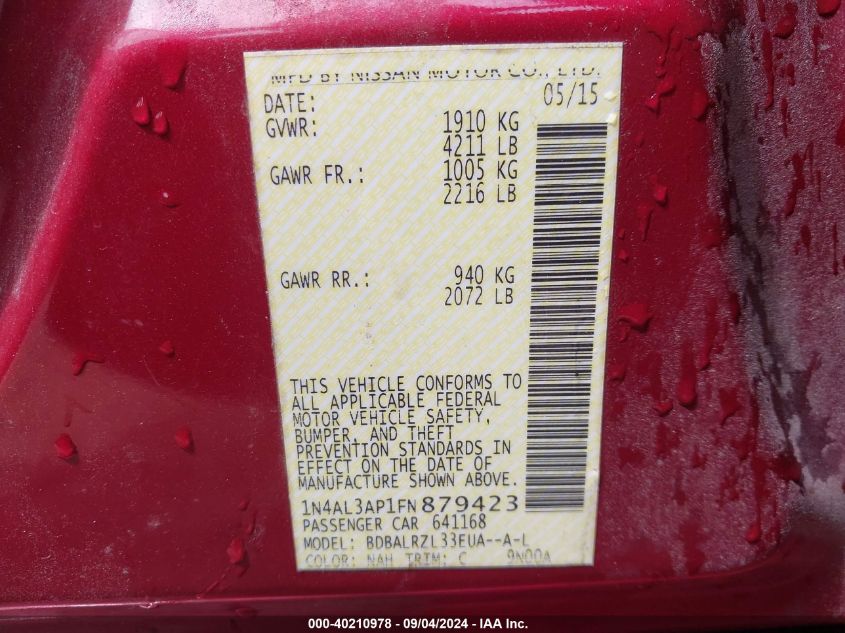 MFD BY NISSAN MOTOR CO., LTD.
DATE: 05/15
GVWR: 1910 KG
4211 LB
GAWR FR.: 1005 KG
2216 LB
GAWR RR.: 940 KG
2072 LB
THIS VEHICLE CONFORMS TO
ALL APPLICABLE FEDERAL
MOTOR VEHICLE SAFETY,
BUMPER, AND THEFT
PREVENTION STANDARDS IN
EFFECT ON THE DATE OF
MANUFACTURE SHOWN ABOVE.
1N4AL3AP1FN879423
PASSENGER CAR 641168
MODEL: BDBALRZL33EUA--A-L
COLOR: NAH TRIM: C 9N00A
000-40210978 - 09/04/2024 - IAA Inc.